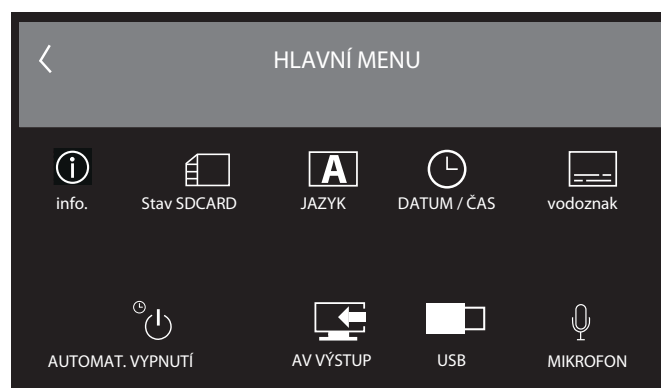 HLAVNÍ MENU
info. Stav SDCARD JAZYK DATUM / ČAS vodoznak
AUTOMAT. VYPNUTÍ AV VÝSTUP USB MIKROFON